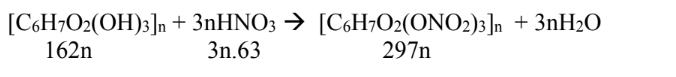 [C₆H₇O₂(OH)₃]n + 3nHNO₃ → [C₆H₇O₂(ONO₂)₃]n + 3nH₂O
162n 3n.63 297n